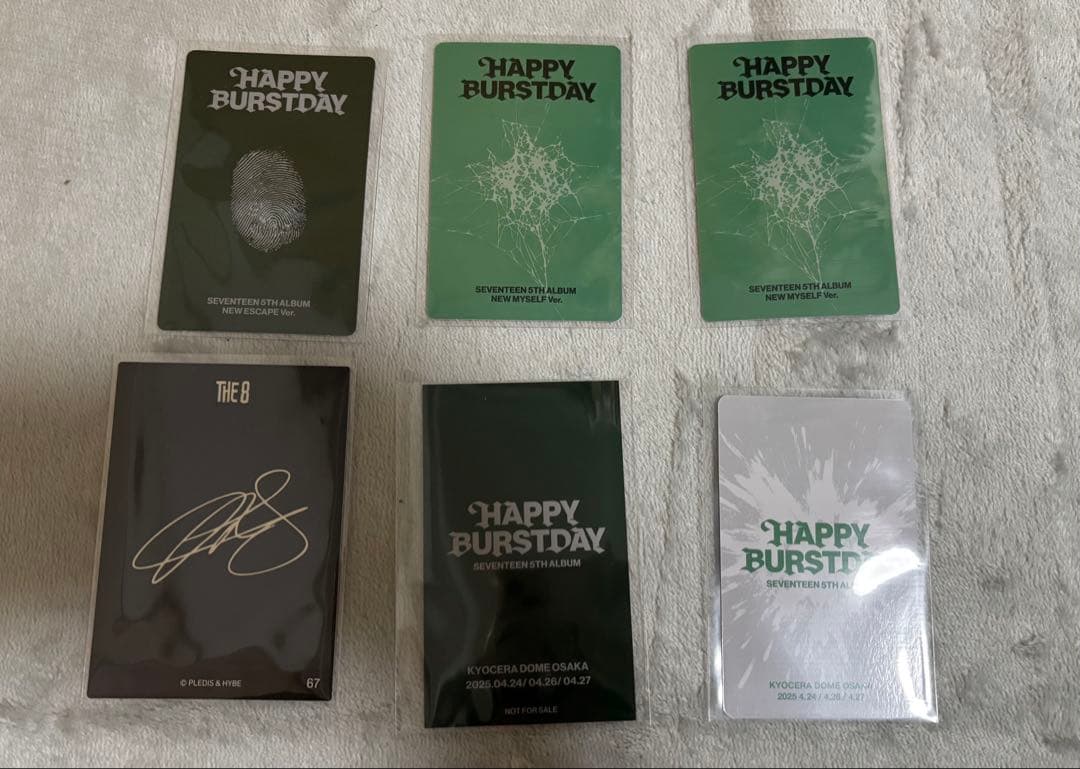 HAPPY
BURSTDAY
SEVENTEEN 5TH ALBUM
NEW ESCAPE Ver.
HAPPY
BURSTDAY
SEVENTEEN 5TH ALBUM
NEW MYSELF Ver.
HAPPY
BURSTDAY
SEVENTEEN 5TH ALBUM
NEW MYSELF Ver.
THE 8
© PLEDIS & HYBE
67
HAPPY
BURSTDAY
SEVENTEEN 5TH ALBUM
KYOCERA DOME OSAKA
2025.04.24/ 04.26/ 04.27
NOT FOR SALE
HAPPY
SEVENTEEN 5TH
KYOCERA DOME OSAKA
2025 4.24 / 4.26 / 4.27